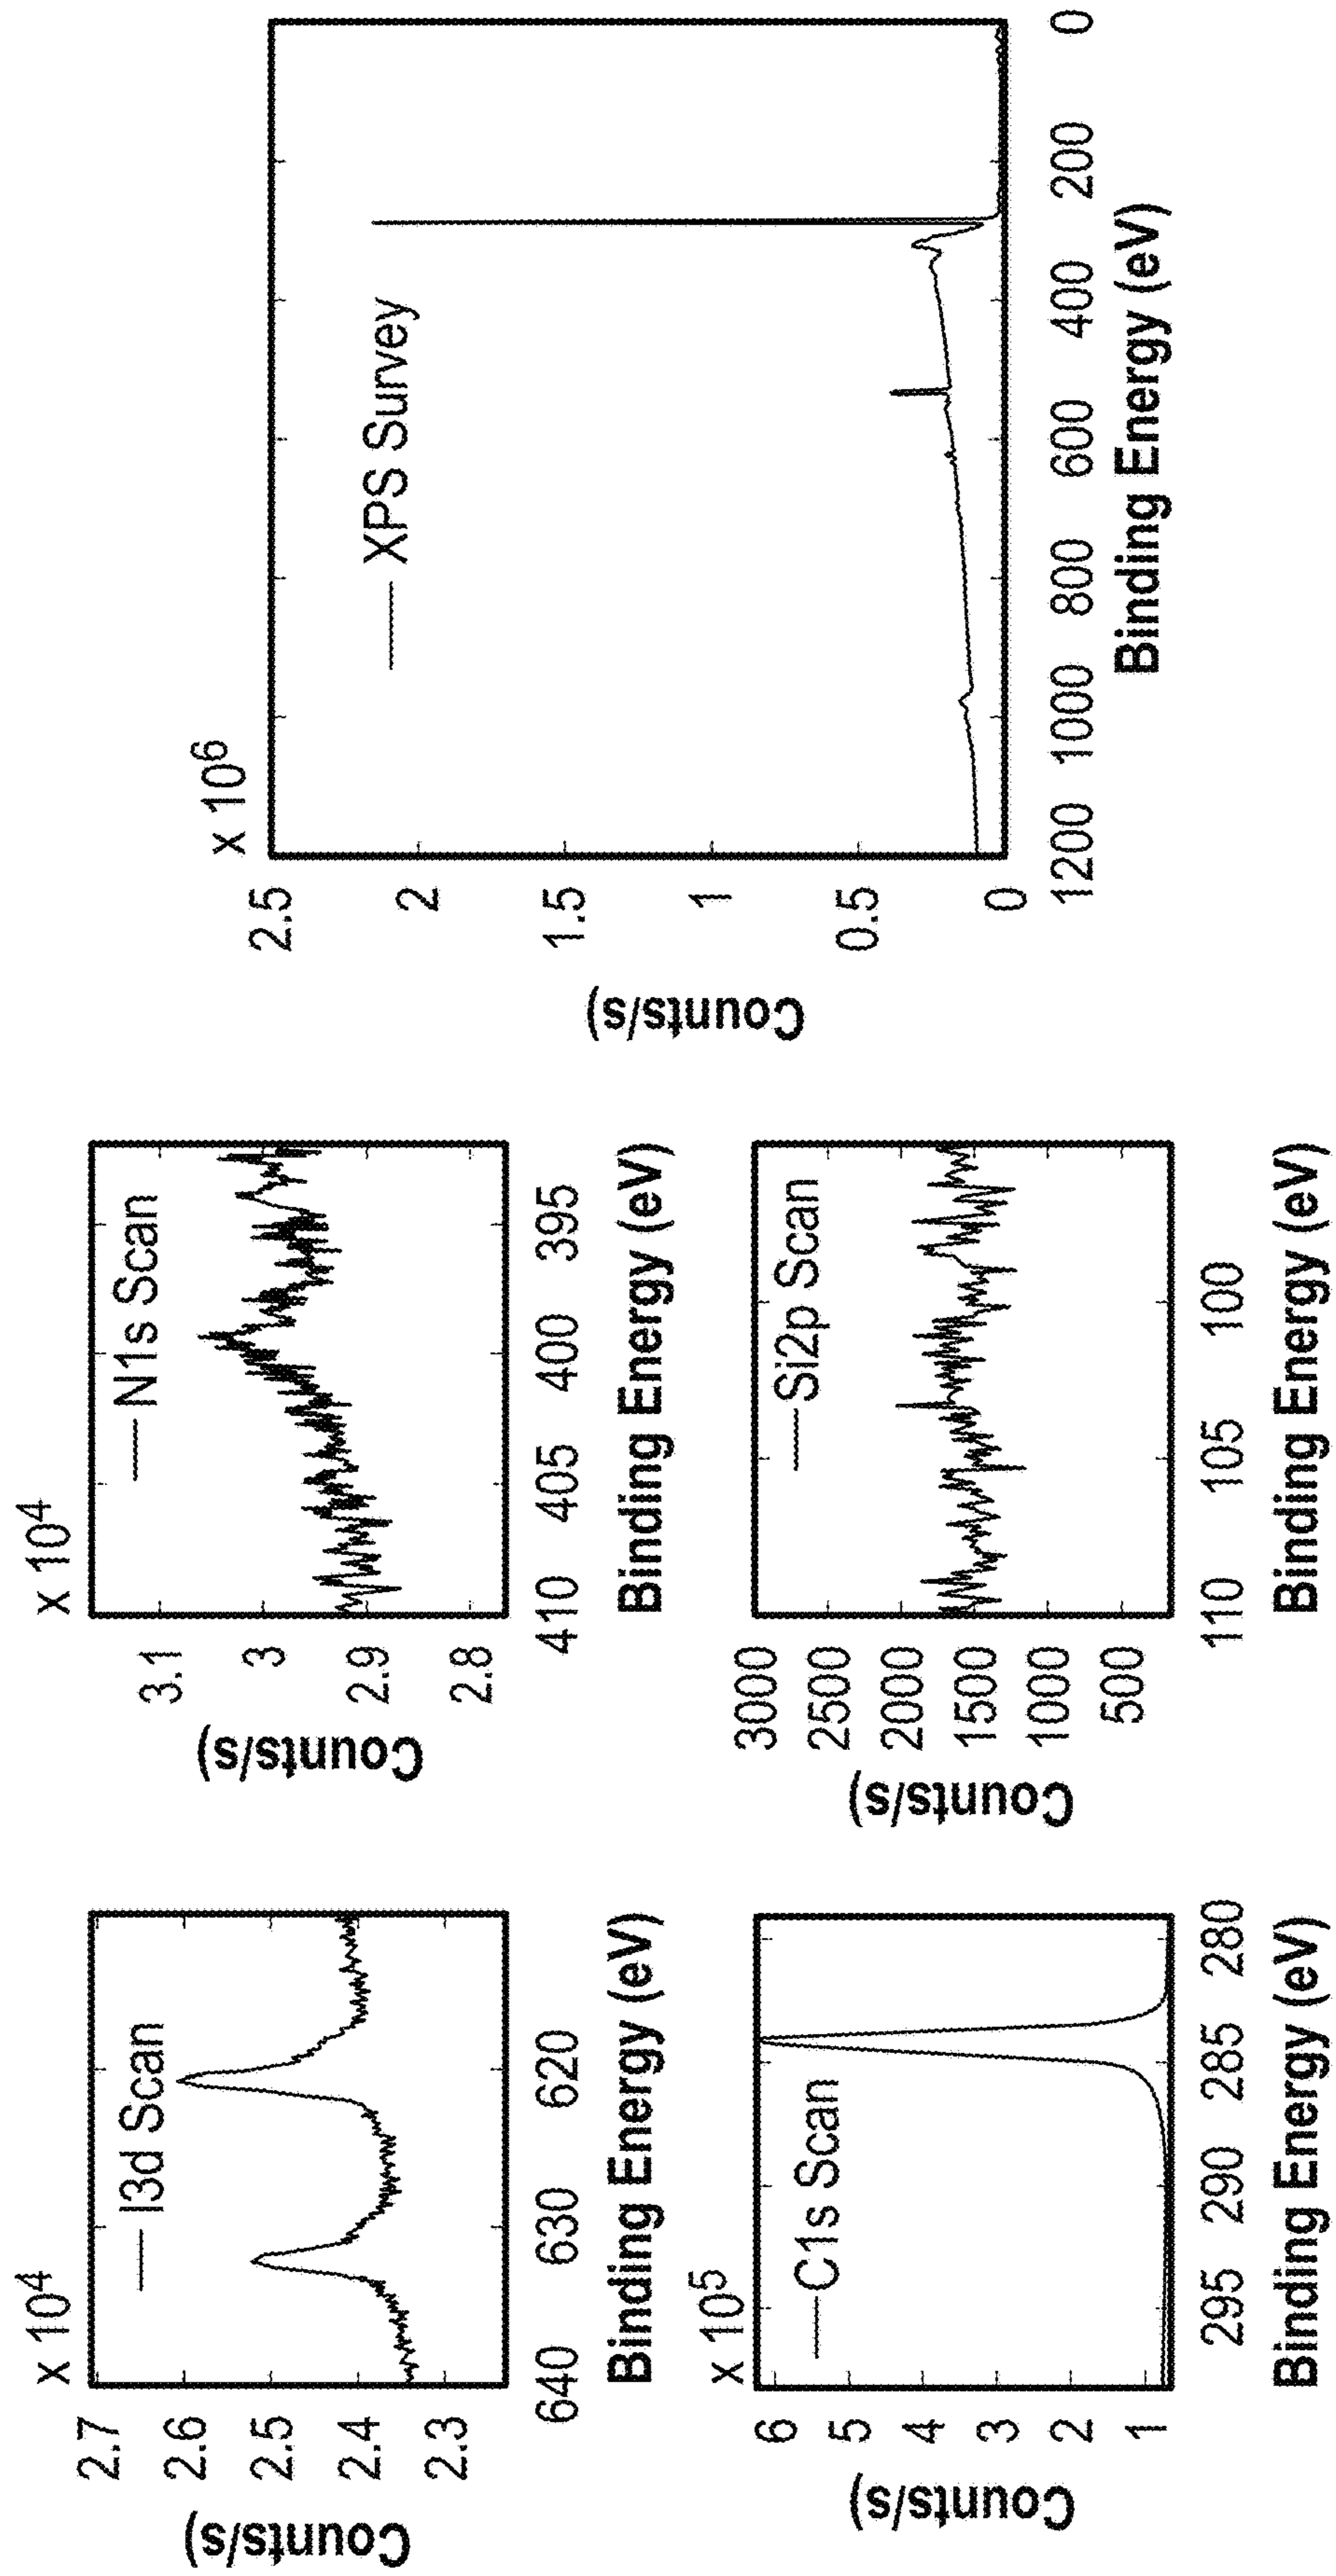 x 10⁴
I3d Scan
2.7
2.6
2.5
2.4
2.3
Counts/s)
640 630 620
Binding Energy (eV)
x 10⁴
N1s Scan
3.1
3
2.9
2.8
Counts/s)
410 405 400 395
Binding Energy (eV)
x 10⁵
C1s Scan
6
5
4
3
2
1
Counts/s)
295 290 285 280
Binding Energy (eV)
Si2p Scan
3000
2500
2000
1500
1000
500
Counts/s)
110 105 100
Binding Energy (eV)
x 10⁶
XPS Survey
2.5
2
1.5
1
0.5
0
Counts/s)
1200 1000 800 600 400 200 0
Binding Energy (eV)